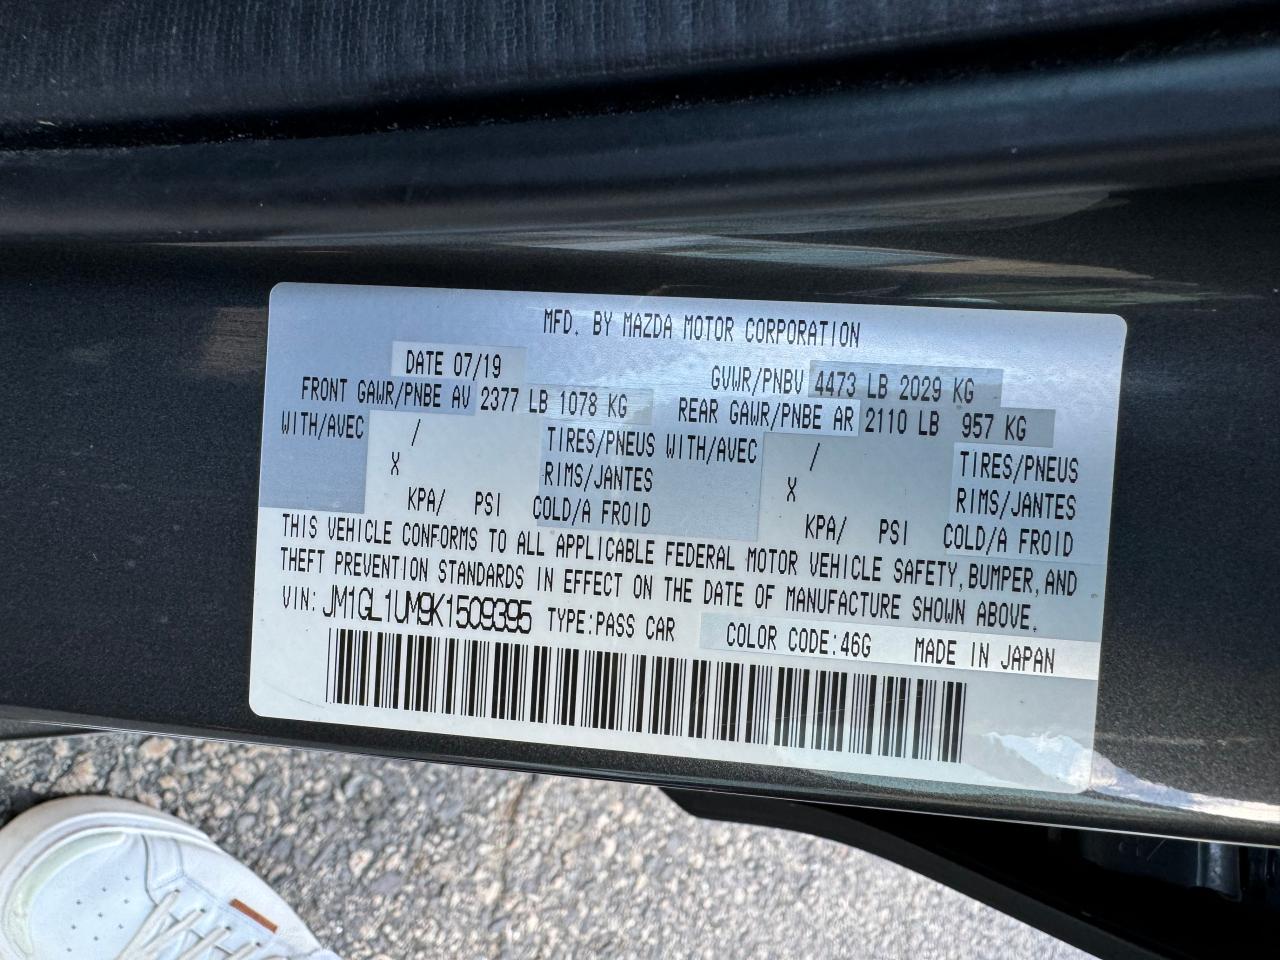 MFD. BY MAZDA MOTOR CORPORATION
DATE 07/19 GVWR/PNBV 4473 LB 2029 KG
FRONT GAWR/PNBE AV 2377 LB 1078 KG REAR GAWR/PNBE AR 2110 LB 957 KG
WITH/AVEC / TIRES/PNEUS WITH/AVEC / TIRES/PNEUS
X RIMS/JANTES X RIMS/JANTES
KPA/ PSI COLD/A FROID KPA/ PSI COLD/A FROID
THIS VEHICLE CONFORMS TO ALL APPLICABLE FEDERAL MOTOR VEHICLE SAFETY, BUMPER, AND
THEFT PREVENTION STANDARDS IN EFFECT ON THE DATE OF MANUFACTURE SHOWN ABOVE.
VIN: JM1GL1UM9K1509395 TYPE:PASS CAR COLOR CODE:46G MADE IN JAPAN